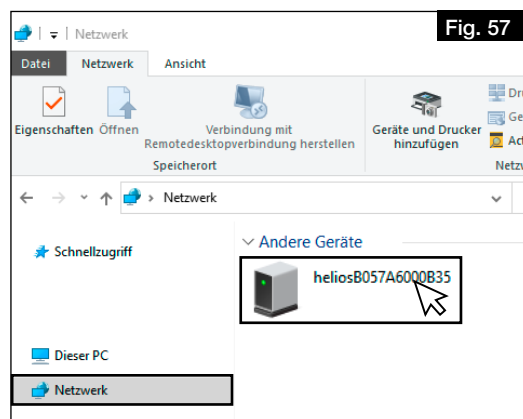 Fig. 57
Netzwerk
Datei Netzwerk Ansicht
Eigenschaften Öffnen
Verbindung mit
Remotedesktopverbindung herstellen
Geräte und Drucker
hinzufügen
Speicherort
Netzwerk
Andere Geräte
Schnellzugriff
heliosB057A6000B35
Dieser PC
Netzwerk